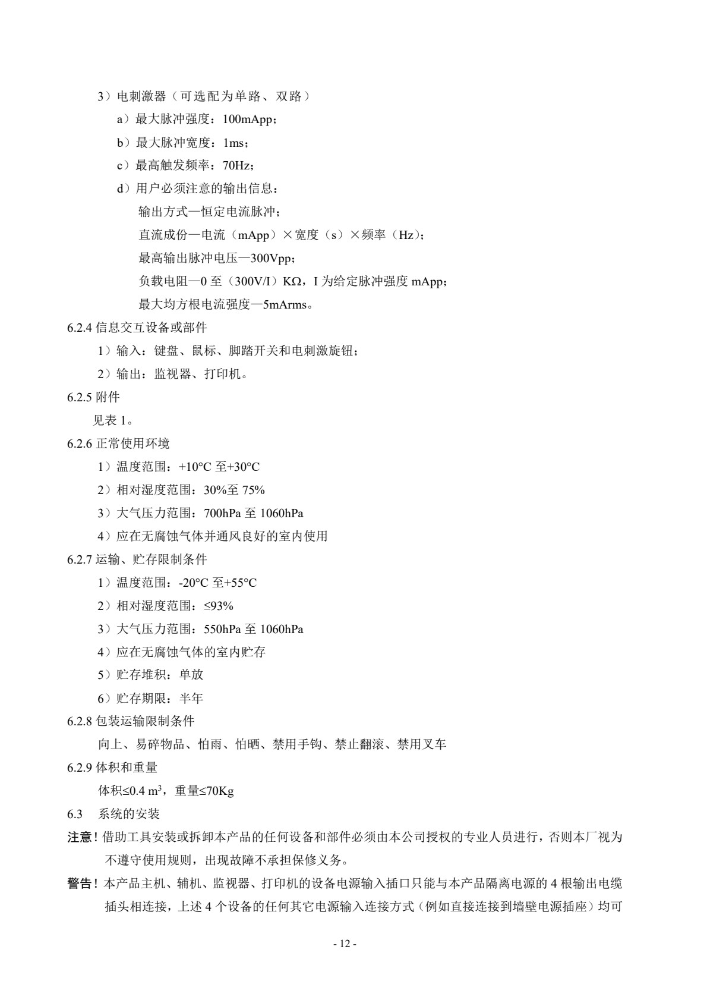 3）电刺激器（可选配为单路、双路）
a）最大脉冲强度：100mApp；
b）最大脉冲宽度：1ms；
c）最高触发频率：70Hz；
d）用户必须注意的输出信息：
输出方式—恒定电流脉冲；
直流成份—电流（mApp）×宽度（s）×频率（Hz）；
最高输出脉冲电压—300Vpp；
负载电阻—0 至（300V/I）KΩ，I 为给定脉冲强度 mApp；
最大均方根电流强度—5mArms。
6.2.4 信息交互设备或部件
1）输入：键盘、鼠标、脚踏开关和电刺激旋钮；
2）输出：监视器、打印机。
6.2.5 附件
见表 1。
6.2.6 正常使用环境
1）温度范围：+10°C 至+30°C
2）相对湿度范围：30%至 75%
3）大气压力范围：700hPa 至 1060hPa
4）应在无腐蚀气体并通风良好的室内使用
6.2.7 运输、贮存限制条件
1）温度范围：-20°C 至+55°C
2）相对湿度范围：≤93%
3）大气压力范围：550hPa 至 1060hPa
4）应在无腐蚀气体的室内贮存
5）贮存堆积：单放
6）贮存期限：半年
6.2.8 包装运输限制条件
向上、易碎物品、怕雨、怕晒、禁用手钩、禁止翻滚、禁用叉车
6.2.9 体积和重量
体积≤0.4 m³，重量≤70Kg
6.3 系统的安装
注意！借助工具安装或拆卸本产品的任何设备和部件必须由本公司授权的专业人员进行，否则本厂视为
不遵守使用规则，出现故障不承担保修义务。
警告！本产品主机、辅机、监视器、打印机的设备电源输入插口只能与本产品隔离电源的 4 根输出电缆
插头相连接，上述 4 个设备的任何其它电源输入连接方式（例如直接连接到墙壁电源插座）均可
- 12 -